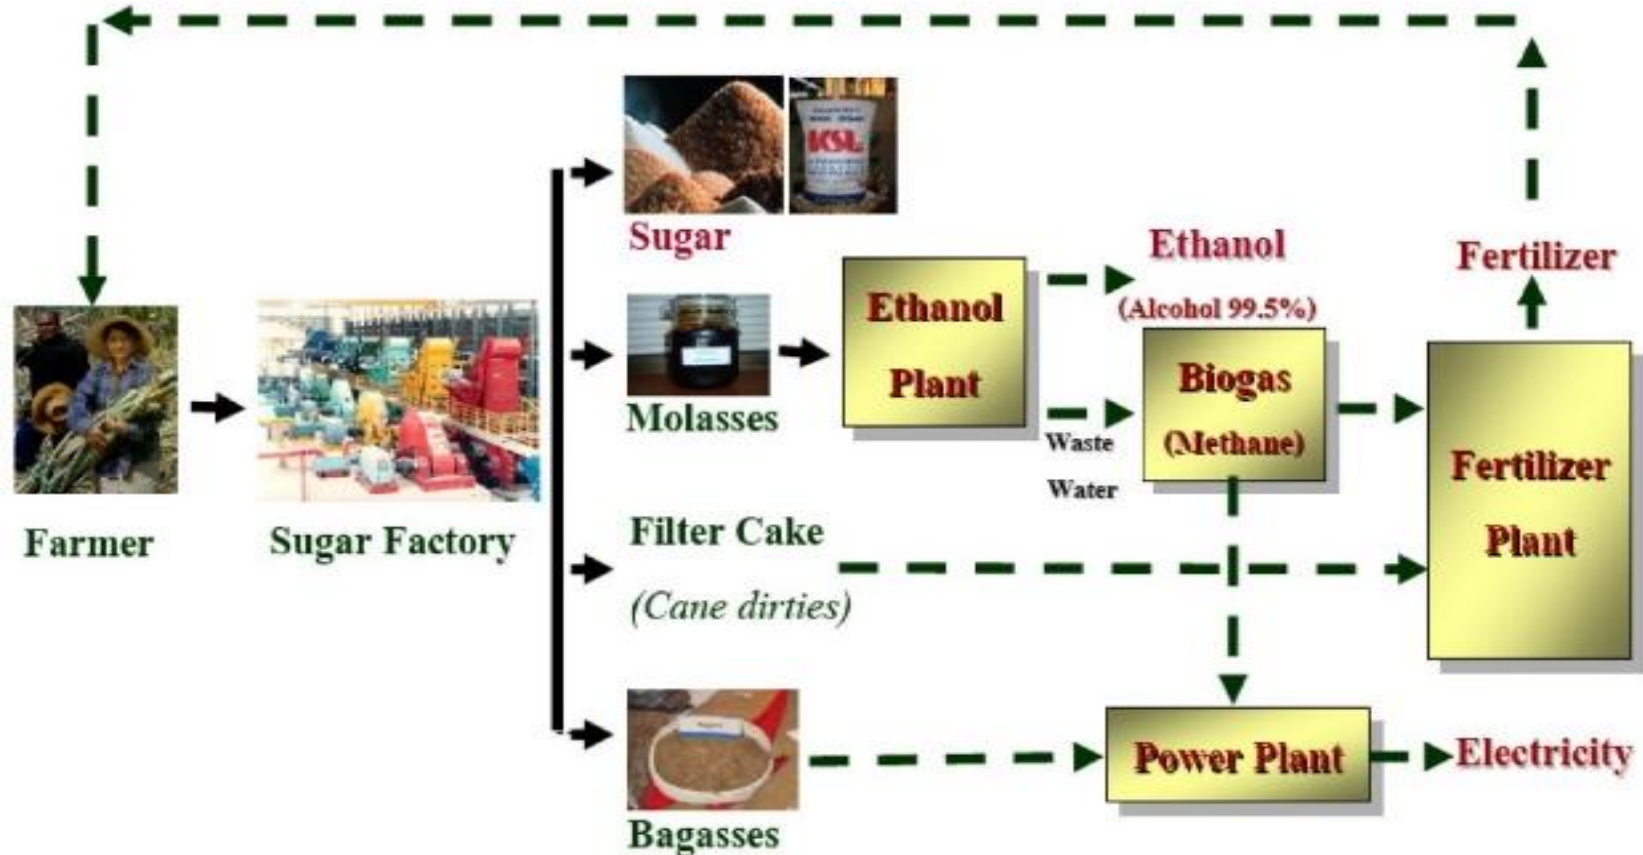 KSL
Sugar
Ethanol
(Alcohol 99.5%)
Fertilizer
Ethanol
Plant
Biogas
(Methane)
Molasses
Waste
Water
Fertilizer
Plant
Farmer
Sugar Factory
Filter Cake
(Cane dirties)
Power Plant
Electricity
Bagasses